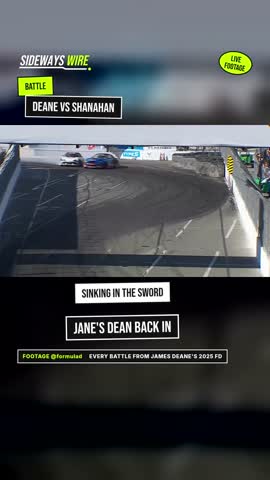 SIDEWAYS WIRE.
LIVE
FOOTAGE
BATTLE
DEANE VS SHANAHAN
SINKING IN THE SWORD
JANE'S DEAN BACK IN
FOOTAGE @formulad EVERY BATTLE FROM JAMES DEANE'S 2025 FD